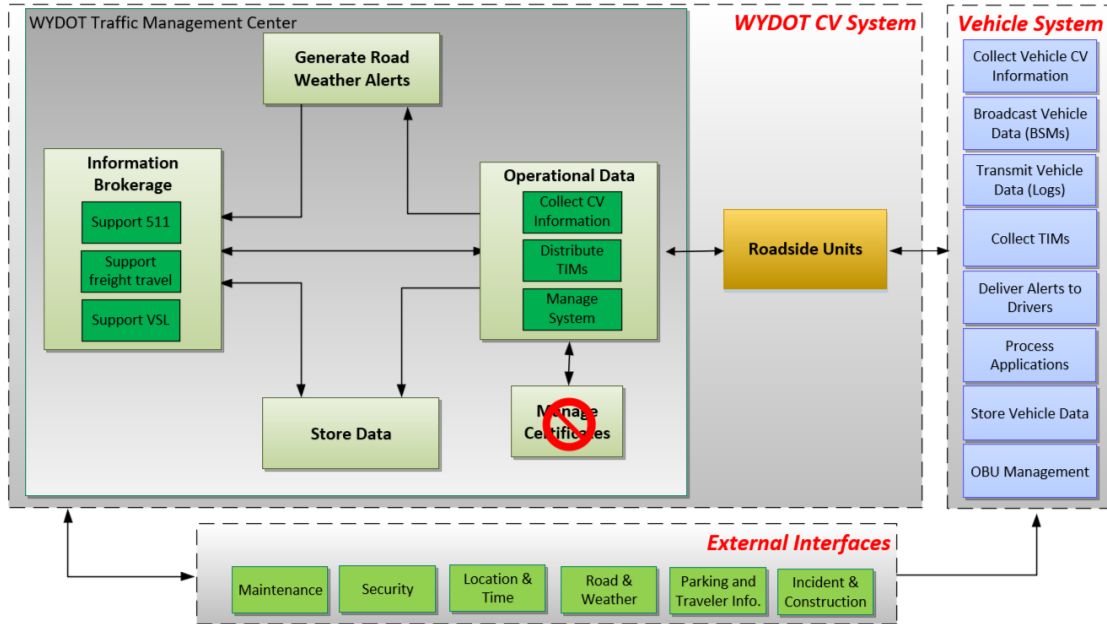 WYDOT Traffic Management Center
WYDOT CV System
Vehicle System
Generate Road
Weather Alerts
Information
Brokerage
Support 511
Support
freight travel
Support VSL
Operational Data
Collect CV
Information
Distribute
TIMs
Manage
System
Manage
Certificates
Store Data
Roadside Units
Collect Vehicle CV
Information
Broadcast Vehicle
Data (BSMs)
Transmit Vehicle
Data (Logs)
Collect TIMs
Deliver Alerts to
Drivers
Process
Applications
Store Vehicle Data
OBU Management
External Interfaces
Maintenance
Security
Location &
Time
Road &
Weather
Parking and
Traveler Info.
Incident &
Construction